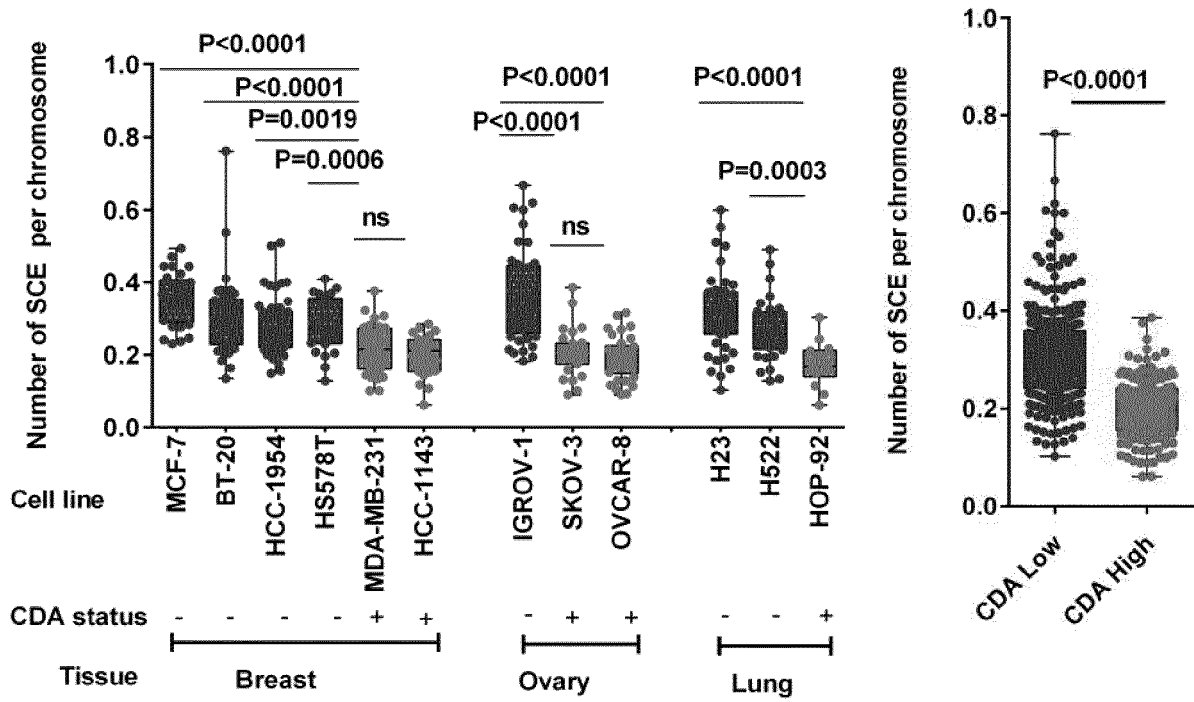 Number of SCE per chromosome
1.0
0.8
0.6
0.4
0.2
0.0
P<0.0001
P<0.0001
P=0.0019
P=0.0006
ns
P<0.0001
P<0.0001
ns
P<0.0001
P=0.0003
Cell line
MCF-7
BT-20
HCC-1954
HS578T
MDA-MB-231
HCC-1143
IGROV-1
SKOV-3
OVCAR-8
H23
H522
HOP-92
CDA status - - - - + + - + + - - +
Tissue Breast Ovary Lung
Number of SCE per chromosome
1.0
0.8
0.6
0.4
0.2
0.0
P<0.0001
CDA Low
CDA High